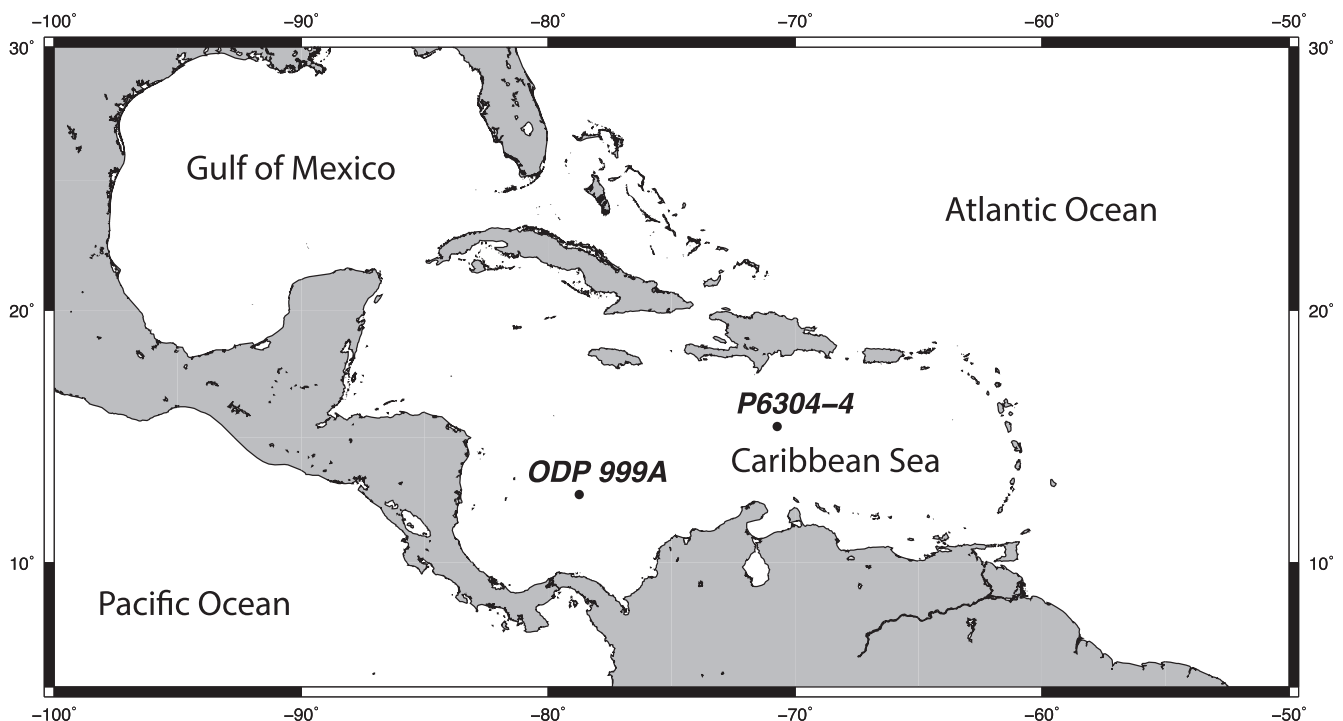 −100˚ −90˚ −80˚ −70˚ −60˚ −50˚
30˚ 30˚
Gulf of Mexico
Atlantic Ocean
20˚ 20˚
P6304−4
Caribbean Sea
ODP 999A
10˚ 10˚
Pacific Ocean
−100˚ −90˚ −80˚ −70˚ −60˚ −50˚